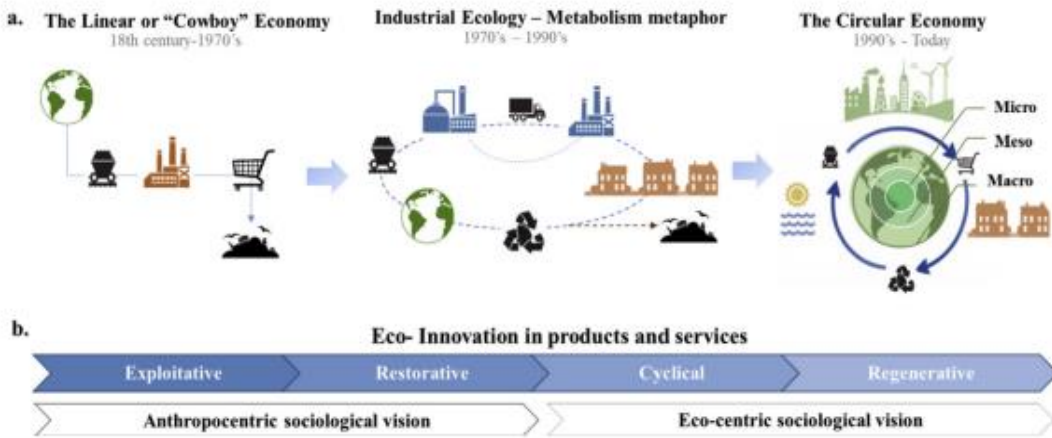 a.
The Linear or “Cowboy” Economy
18th century-1970’s
Industrial Ecology – Metabolism metaphor
1970’s – 1990’s
The Circular Economy
1990’s - Today
Micro
Meso
Macro
b.
Eco- Innovation in products and services
Exploitative
Restorative
Cyclical
Regenerative
Anthropocentric sociological vision
Eco-centric sociological vision